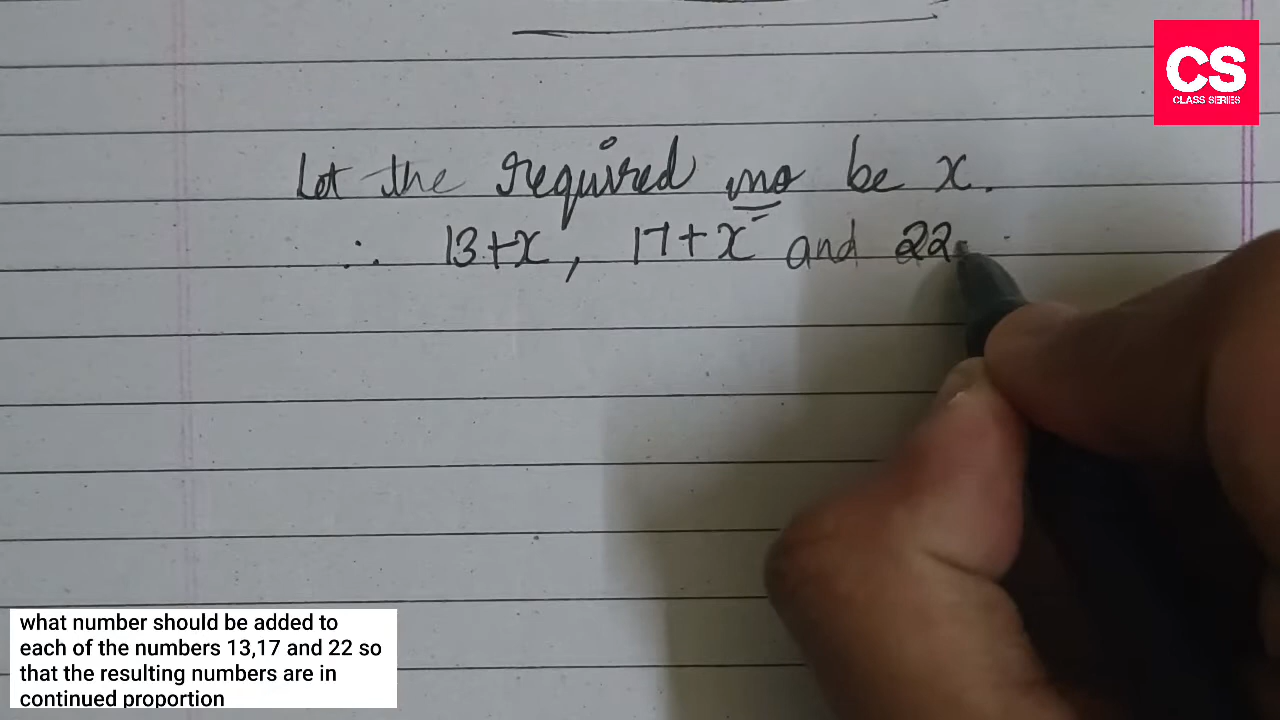 CS
CLASS SERIES
Let the required no be x.
∴ 13+x, 17+x and 22
what number should be added to
each of the numbers 13,17 and 22 so
that the resulting numbers are in
continued proportion